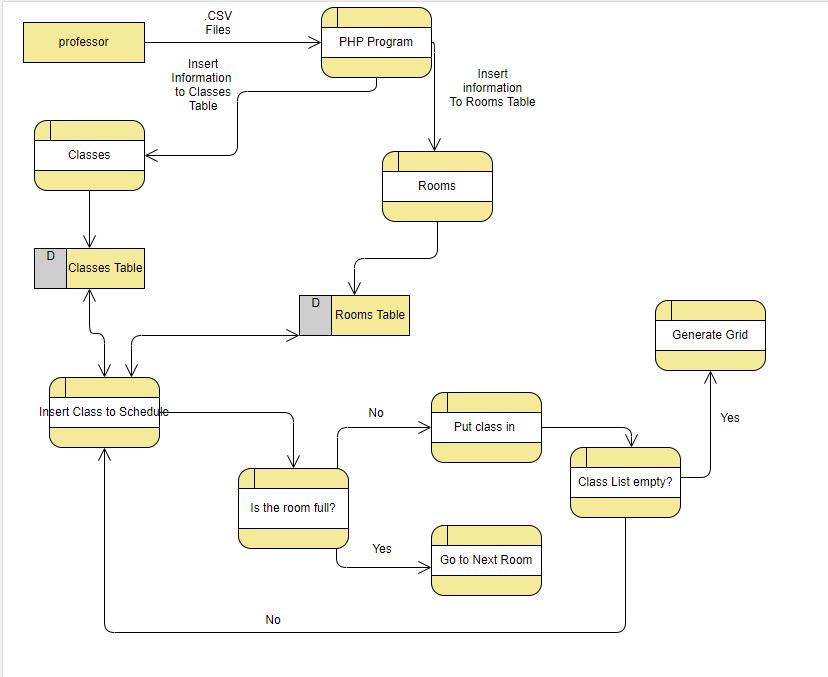 .CSV
Files
professor
PHP Program
Insert
Information
to Classes
Table
Insert
information
To Rooms Table
Classes
Rooms
D
Classes Table
D
Rooms Table
Generate Grid
Insert Class to Schedule
No
Put class in
Yes
Class List empty?
Is the room full?
Yes
Go to Next Room
No